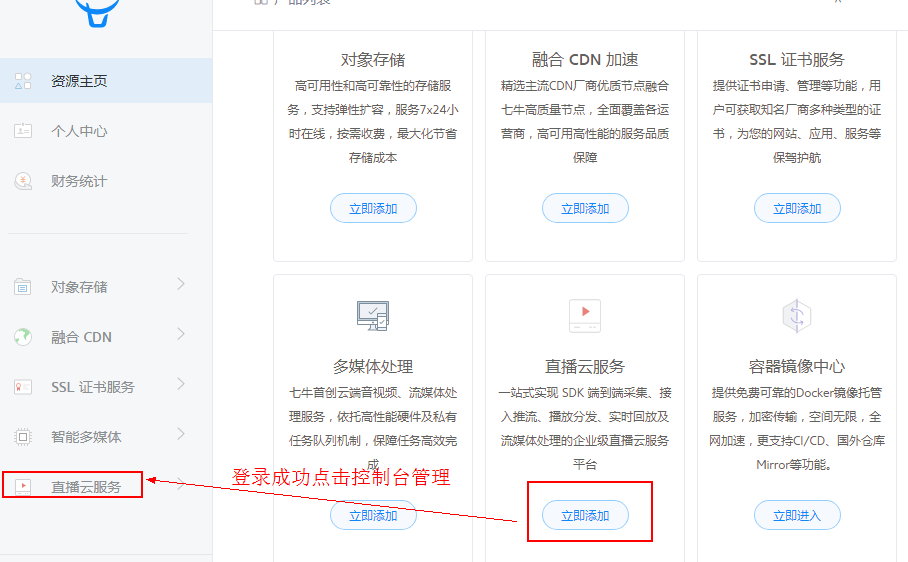 产品列表
资源主页
个人中心
财务统计
对象存储
融合 CDN
SSL 证书服务
智能多媒体
直播云服务
对象存储
高可用性和高可靠性的存储服
务，支持弹性扩容，服务7x24小
时在线，按需收费，最大化节省
存储成本
立即添加
融合 CDN 加速
精选主流CDN厂商优质节点融合
七牛高质量节点，全面覆盖各运
营商，高可用高性能的服务品质
保障
立即添加
SSL 证书服务
提供证书申请、管理等功能，用
户可获取知名厂商多种类型的证
书，为您的网站、应用、服务等
保驾护航
立即添加
多媒体处理
七牛首创云端音视频、流媒体处
理服务，依托高性能硬件及私有
任务队列机制，保障任务高效完
成
立即添加
直播云服务
一站式实现 SDK 端到端采集、接
入推流、播放分发、实时回放及
流媒体处理的企业级直播云服务
平台
立即添加
容器镜像中心
提供免费可靠的Docker镜像托管
服务，加密传输，空间无限，全
网加速，更支持CI/CD、国外仓库
Mirror等功能。
立即进入
登录成功点击控制台管理